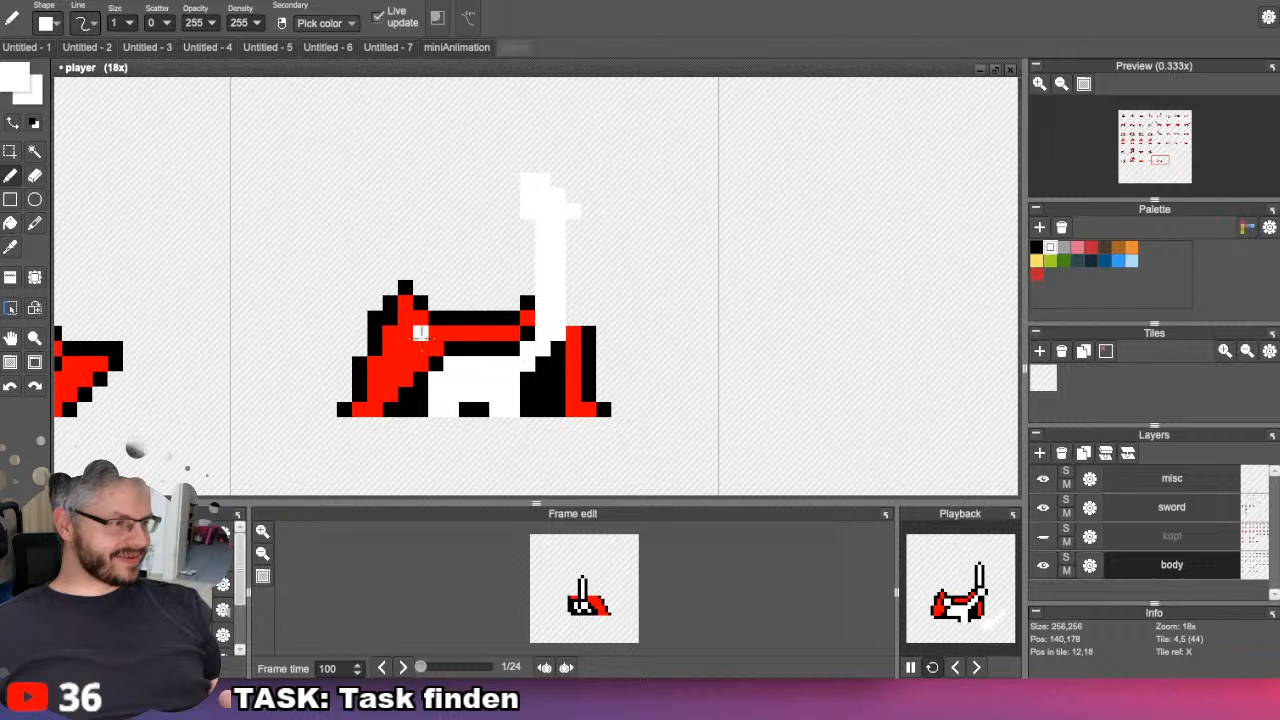 Shape Line Size Scatter Opacity Density Secondary
1 0 255 255 Pick color Live update
Untitled - 1 Untitled - 2 Untitled - 3 Untitled - 4 Untitled - 5 Untitled - 6 Untitled - 7 miniAnimation
• player (18x)
Preview (0.333x)
Palette
Tiles
Layers
S
M
misc
S
M
sword
S
M
kopf
S
M
body
Info
Size: 256,256 Zoom: 18x
Pos: 140,178 Tile: 4,5 (44)
Pos in tile: 12,18 Tile ref: X
Frame edit
Playback
Frame time 100 1/24
36 TASK: Task finden